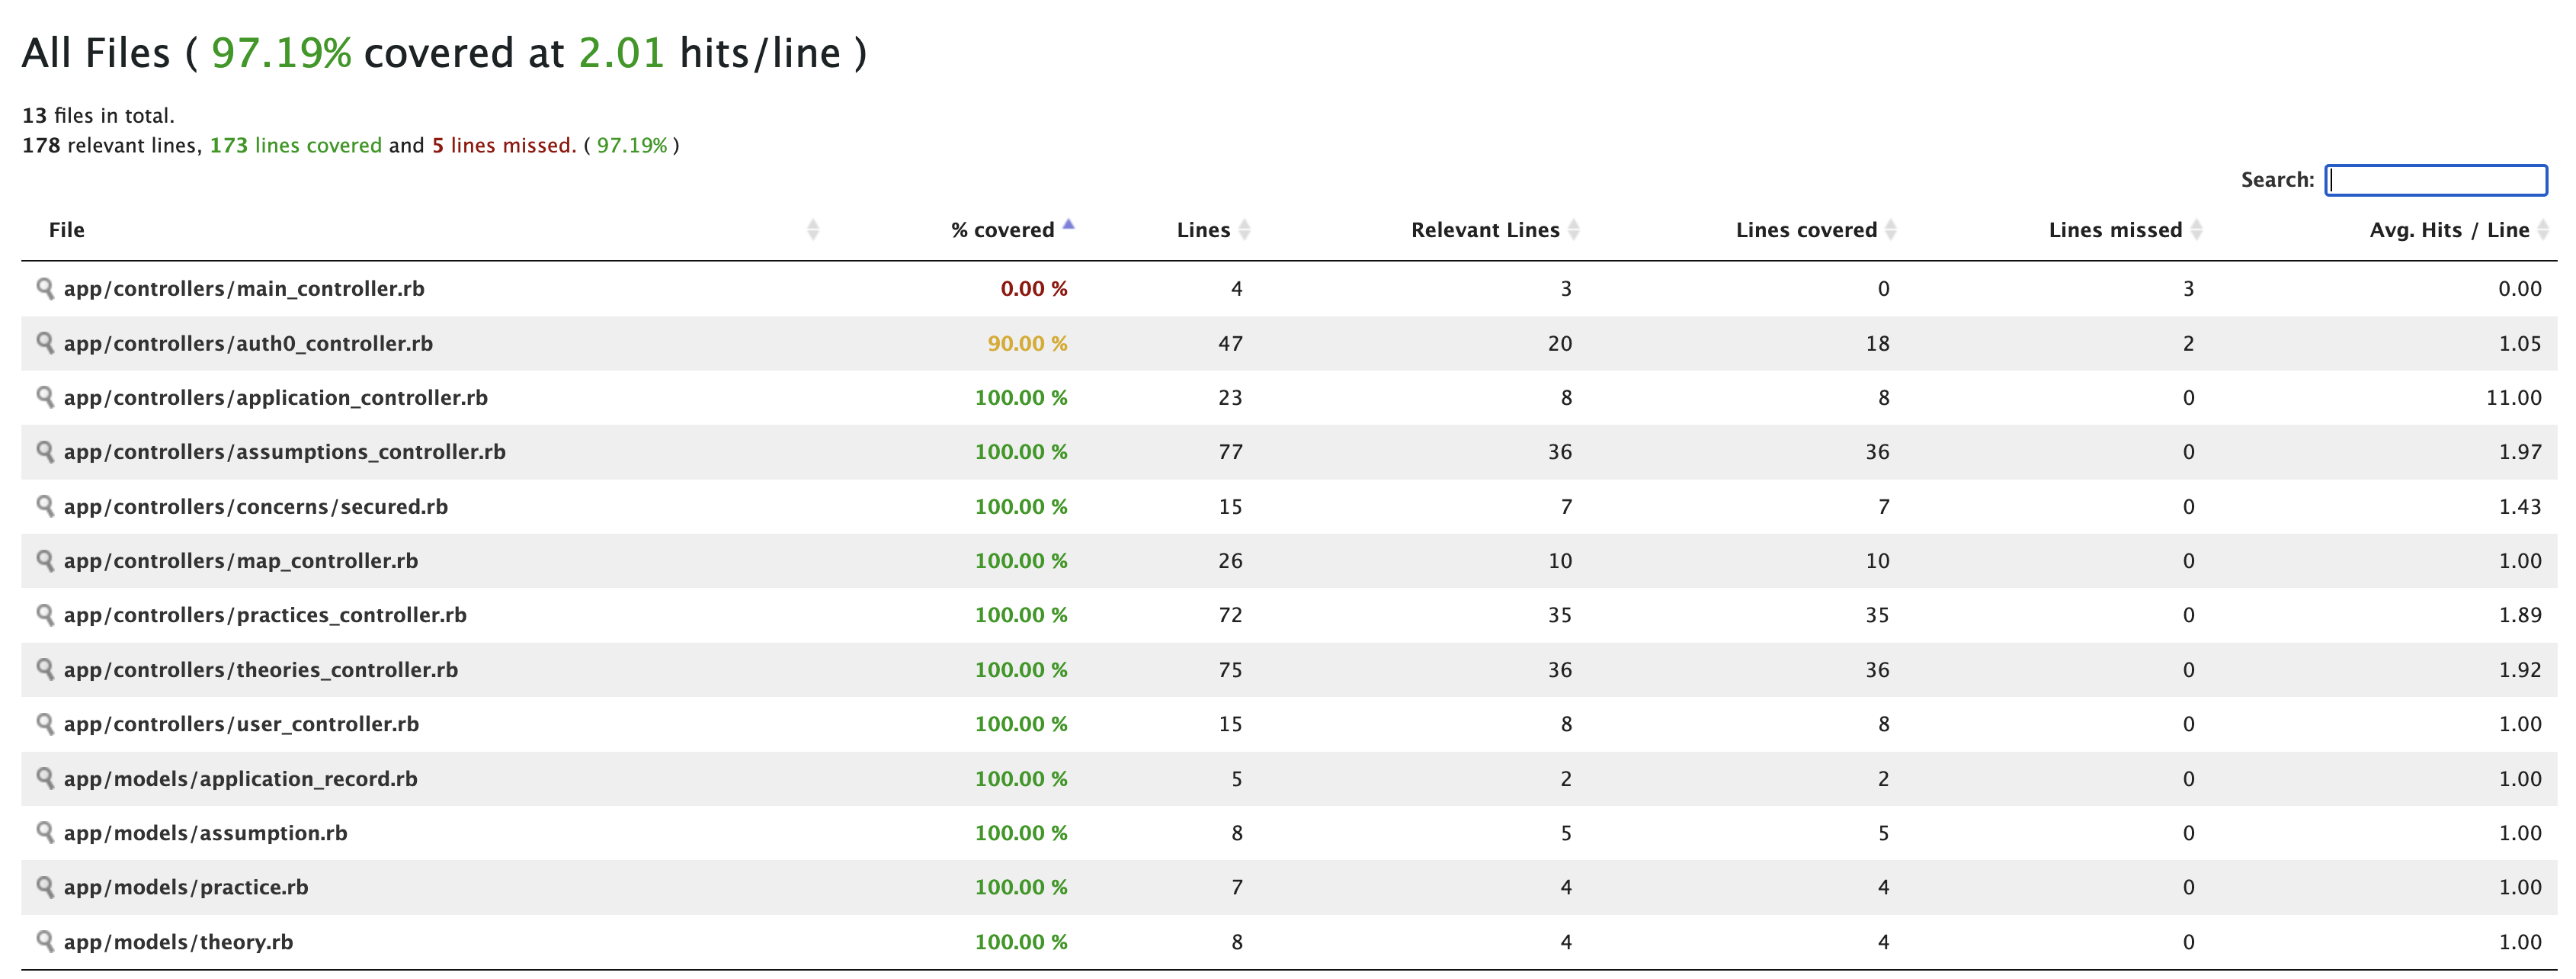 All Files ( 97.19% covered at 2.01 hits/line )
13 files in total.
178 relevant lines, 173 lines covered and 5 lines missed. ( 97.19% )
Search:
File % covered Lines Relevant Lines Lines covered Lines missed Avg. Hits / Line
app/controllers/main_controller.rb 0.00 % 4 3 0 3 0.00
app/controllers/auth0_controller.rb 90.00 % 47 20 18 2 1.05
app/controllers/application_controller.rb 100.00 % 23 8 8 0 11.00
app/controllers/assumptions_controller.rb 100.00 % 77 36 36 0 1.97
app/controllers/concerns/secured.rb 100.00 % 15 7 7 0 1.43
app/controllers/map_controller.rb 100.00 % 26 10 10 0 1.00
app/controllers/practices_controller.rb 100.00 % 72 35 35 0 1.89
app/controllers/theories_controller.rb 100.00 % 75 36 36 0 1.92
app/controllers/user_controller.rb 100.00 % 15 8 8 0 1.00
app/models/application_record.rb 100.00 % 5 2 2 0 1.00
app/models/assumption.rb 100.00 % 8 5 5 0 1.00
app/models/practice.rb 100.00 % 7 4 4 0 1.00
app/models/theory.rb 100.00 % 8 4 4 0 1.00